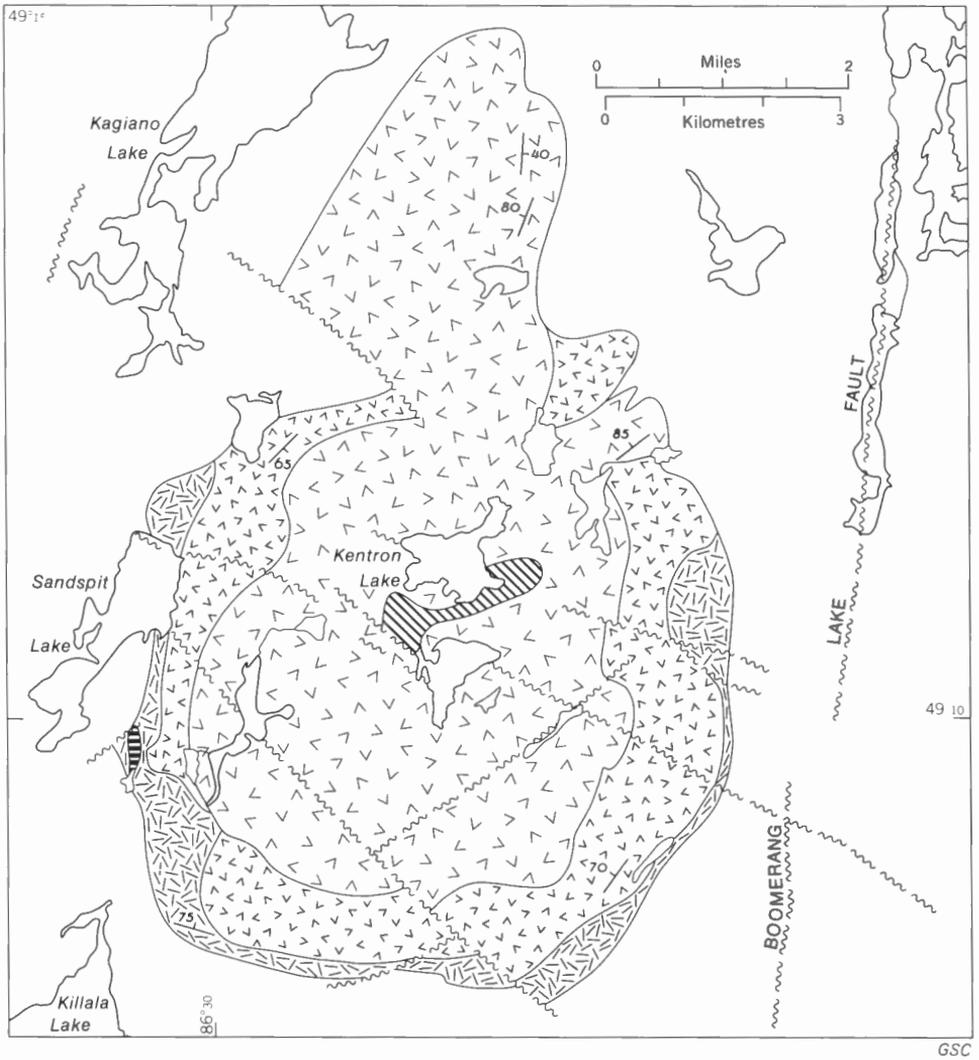 49°1
0 Miles 2
0 Kilometres 3
Kagiano
Lake
40
80
FAULT
85
65
Kentron
Lake
Sandspit
Lake
LAKE
49 10
70
BOOMERANG
75
Killala
Lake
86°30
GSC